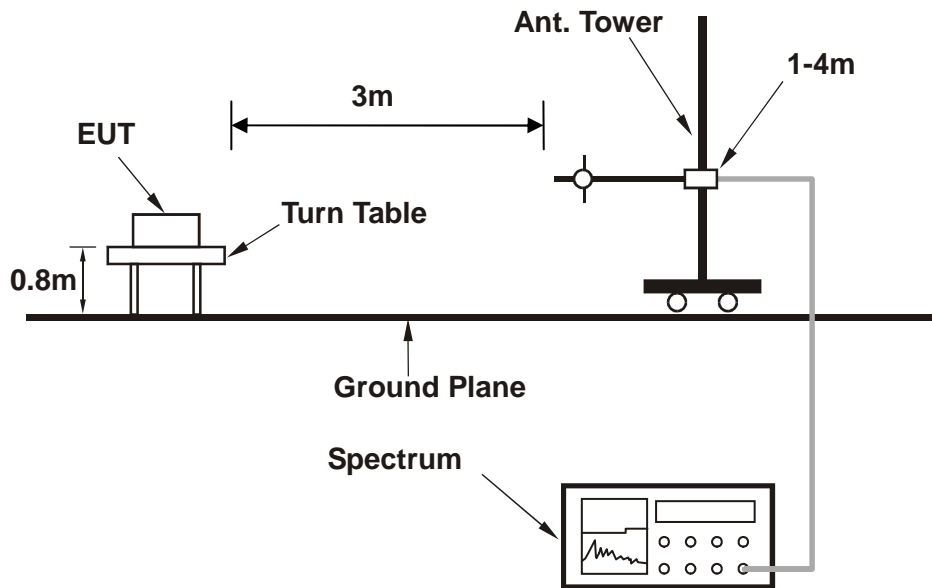 Ant. Tower
1-4m
3m
EUT
Turn Table
0.8m
Ground Plane
Spectrum